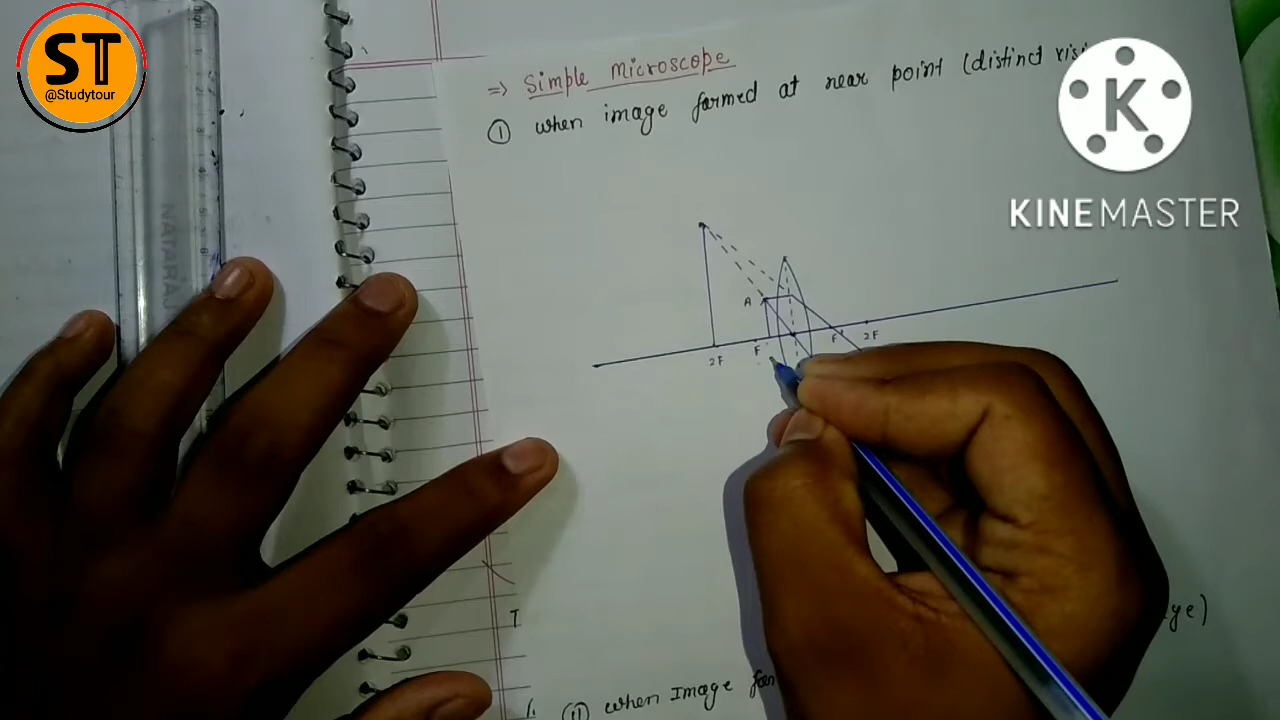 ST
@Studytour
K
KINEMASTER
NATARAJ
⇒ Simple Microscope
① when image formed at near point (distinct
A
2F F F 2F
T
(ii) when Image